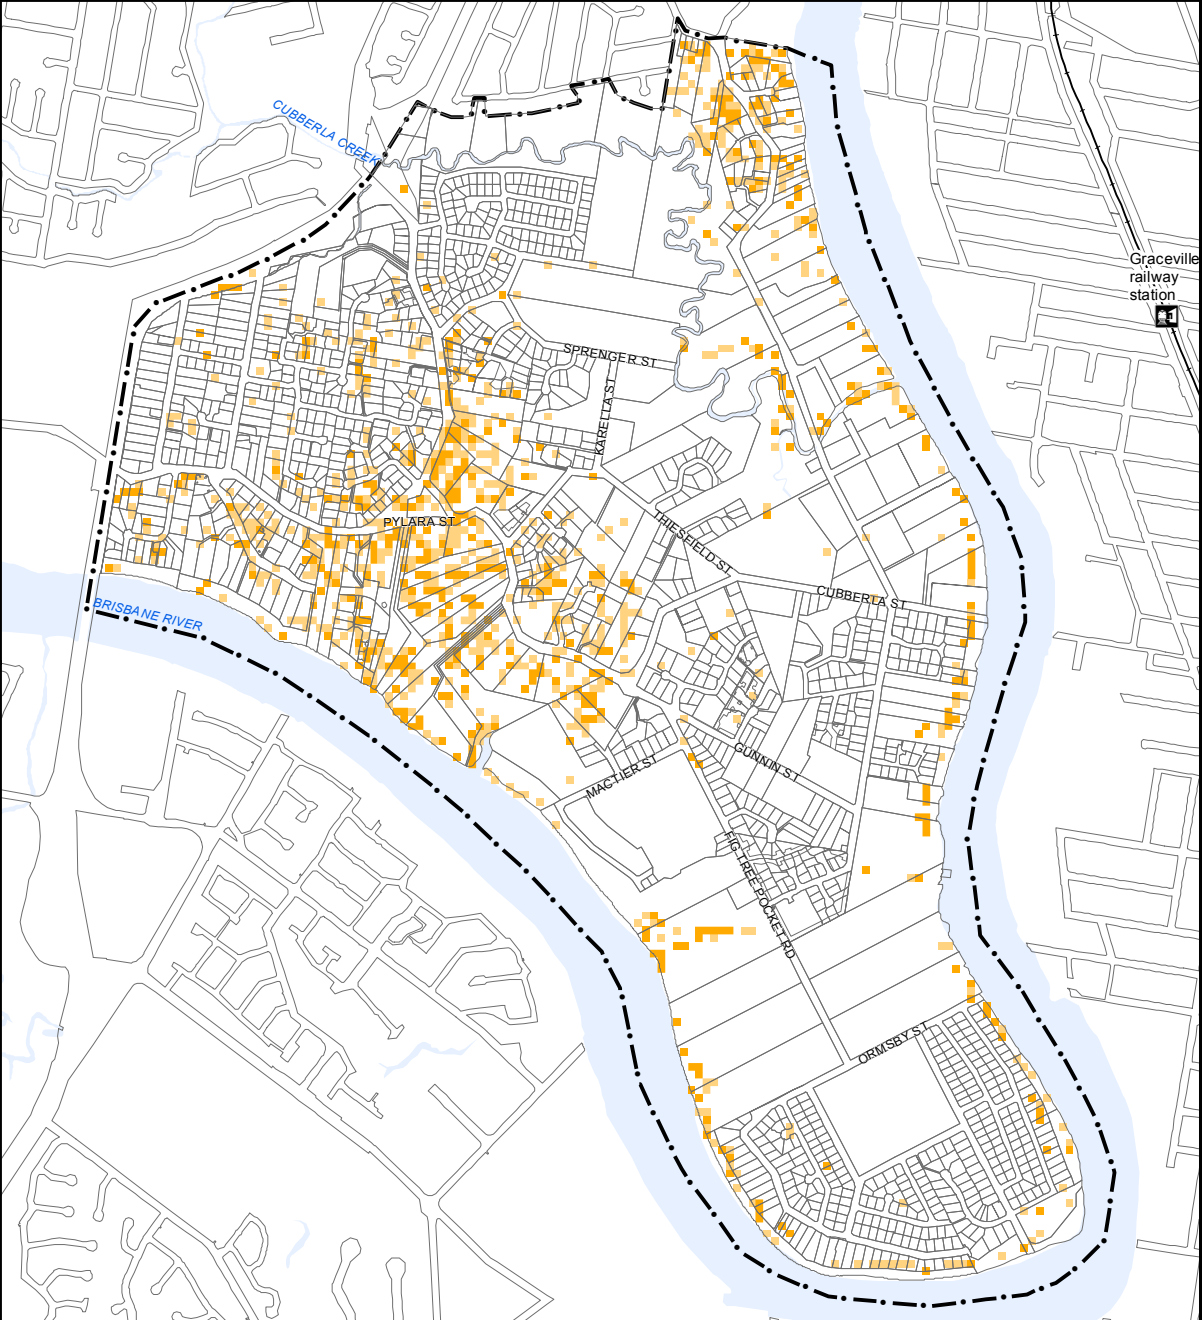 CUBBERLA CREEK
Graceville
railway
station
SPRENGER ST
KARELLA ST
PYLARA ST
THIESFIELD ST
CUBBERLA ST
BRISBANE RIVER
GUNNIN ST
MACTIER ST
FIG TREE POCKET RD
ORMSBY ST